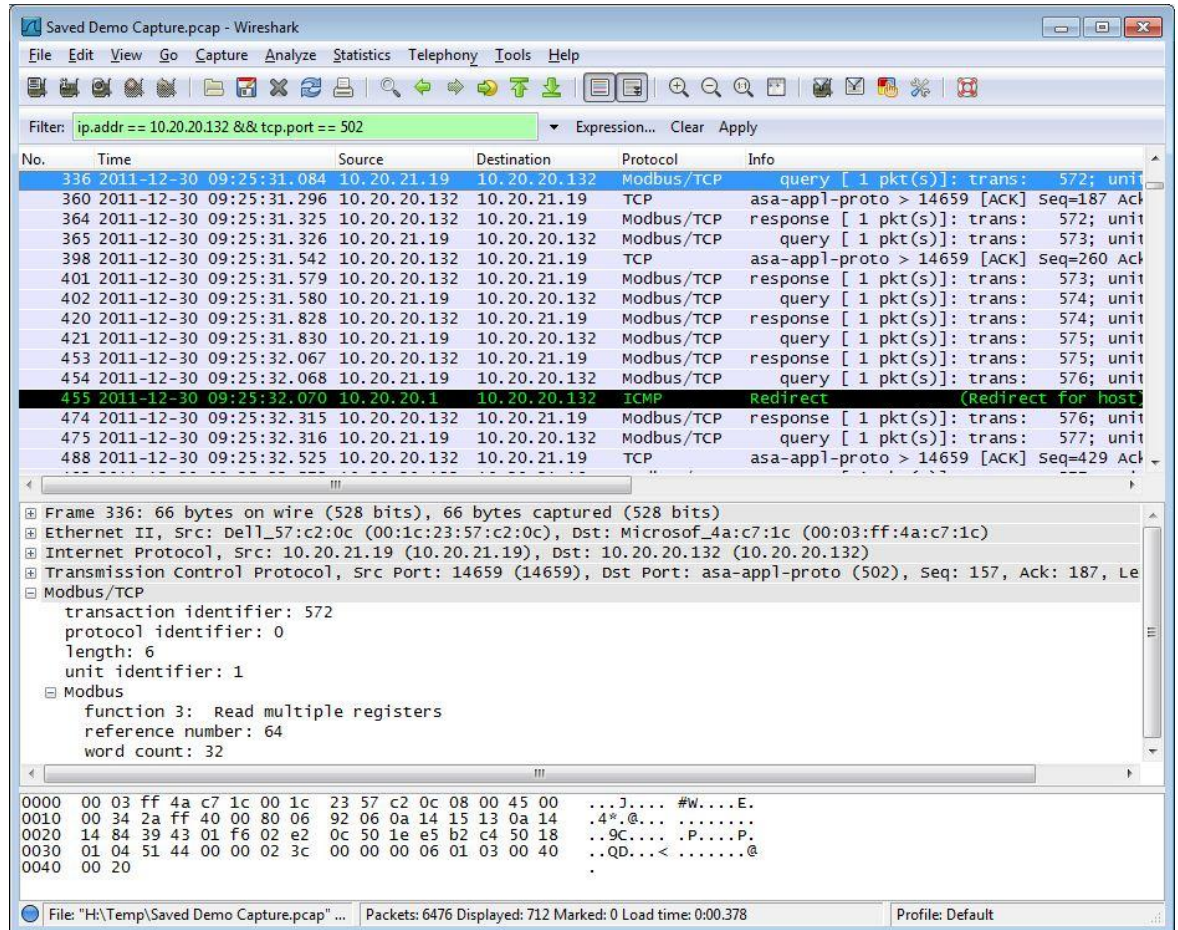 Saved Demo Capture.pcap - Wireshark
File Edit View Go Capture Analyze Statistics Telephony Tools Help
Filter: ip.addr == 10.20.20.132 && tcp.port == 502 Expression... Clear Apply
No. Time Source Destination Protocol Info
336 2011-12-30 09:25:31.084 10.20.21.19 10.20.20.132 Modbus/TCP query [ 1 pkt(s)]: trans: 572; unit
360 2011-12-30 09:25:31.296 10.20.20.132 10.20.21.19 TCP asa-appl-proto > 14659 [ACK] Seq=187 Ack
364 2011-12-30 09:25:31.325 10.20.20.132 10.20.21.19 Modbus/TCP response [ 1 pkt(s)]: trans: 572; unit
365 2011-12-30 09:25:31.326 10.20.21.19 10.20.20.132 Modbus/TCP query [ 1 pkt(s)]: trans: 573; unit
398 2011-12-30 09:25:31.542 10.20.20.132 10.20.21.19 TCP asa-appl-proto > 14659 [ACK] Seq=260 Ack
401 2011-12-30 09:25:31.579 10.20.20.132 10.20.21.19 Modbus/TCP response [ 1 pkt(s)]: trans: 573; unit
402 2011-12-30 09:25:31.580 10.20.21.19 10.20.20.132 Modbus/TCP query [ 1 pkt(s)]: trans: 574; unit
420 2011-12-30 09:25:31.828 10.20.20.132 10.20.21.19 Modbus/TCP response [ 1 pkt(s)]: trans: 574; unit
421 2011-12-30 09:25:31.830 10.20.21.19 10.20.20.132 Modbus/TCP query [ 1 pkt(s)]: trans: 575; unit
453 2011-12-30 09:25:32.067 10.20.20.132 10.20.21.19 Modbus/TCP response [ 1 pkt(s)]: trans: 575; unit
454 2011-12-30 09:25:32.068 10.20.21.19 10.20.20.132 Modbus/TCP query [ 1 pkt(s)]: trans: 576; unit
455 2011-12-30 09:25:32.070 10.20.20.1 10.20.20.132 ICMP Redirect (Redirect for host)
474 2011-12-30 09:25:32.315 10.20.20.132 10.20.21.19 Modbus/TCP response [ 1 pkt(s)]: trans: 576; unit
475 2011-12-30 09:25:32.316 10.20.21.19 10.20.20.132 Modbus/TCP query [ 1 pkt(s)]: trans: 577; unit
488 2011-12-30 09:25:32.525 10.20.20.132 10.20.21.19 TCP asa-appl-proto > 14659 [ACK] Seq=429 Ack
Frame 336: 66 bytes on wire (528 bits), 66 bytes captured (528 bits)
Ethernet II, Src: Dell_57:c2:0c (00:1c:23:57:c2:0c), Dst: Microsof_4a:c7:1c (00:03:ff:4a:c7:1c)
Internet Protocol, Src: 10.20.21.19 (10.20.21.19), Dst: 10.20.20.132 (10.20.20.132)
Transmission Control Protocol, Src Port: 14659 (14659), Dst Port: asa-appl-proto (502), Seq: 157, Ack: 187, Le
Modbus/TCP
transaction identifier: 572
protocol identifier: 0
length: 6
unit identifier: 1
Modbus
function 3: Read multiple registers
reference number: 64
word count: 32
0000 00 03 ff 4a c7 1c 00 1c 23 57 c2 0c 08 00 45 00 ...J.... #W....E.
0010 00 34 2a ff 40 00 80 06 92 06 0a 14 15 13 0a 14 .4*.@... ........
0020 14 84 39 43 01 f6 02 e2 0c 50 1e e5 b2 c4 50 18 ..9C.... .P....P.
0030 01 04 51 44 00 00 02 3c 00 00 00 06 01 03 00 40 ..QD...< .......@
0040 00 20 .
File: "H:\Temp\Saved Demo Capture.pcap" ... Packets: 6476 Displayed: 712 Marked: 0 Load time: 0:00.378 Profile: Default